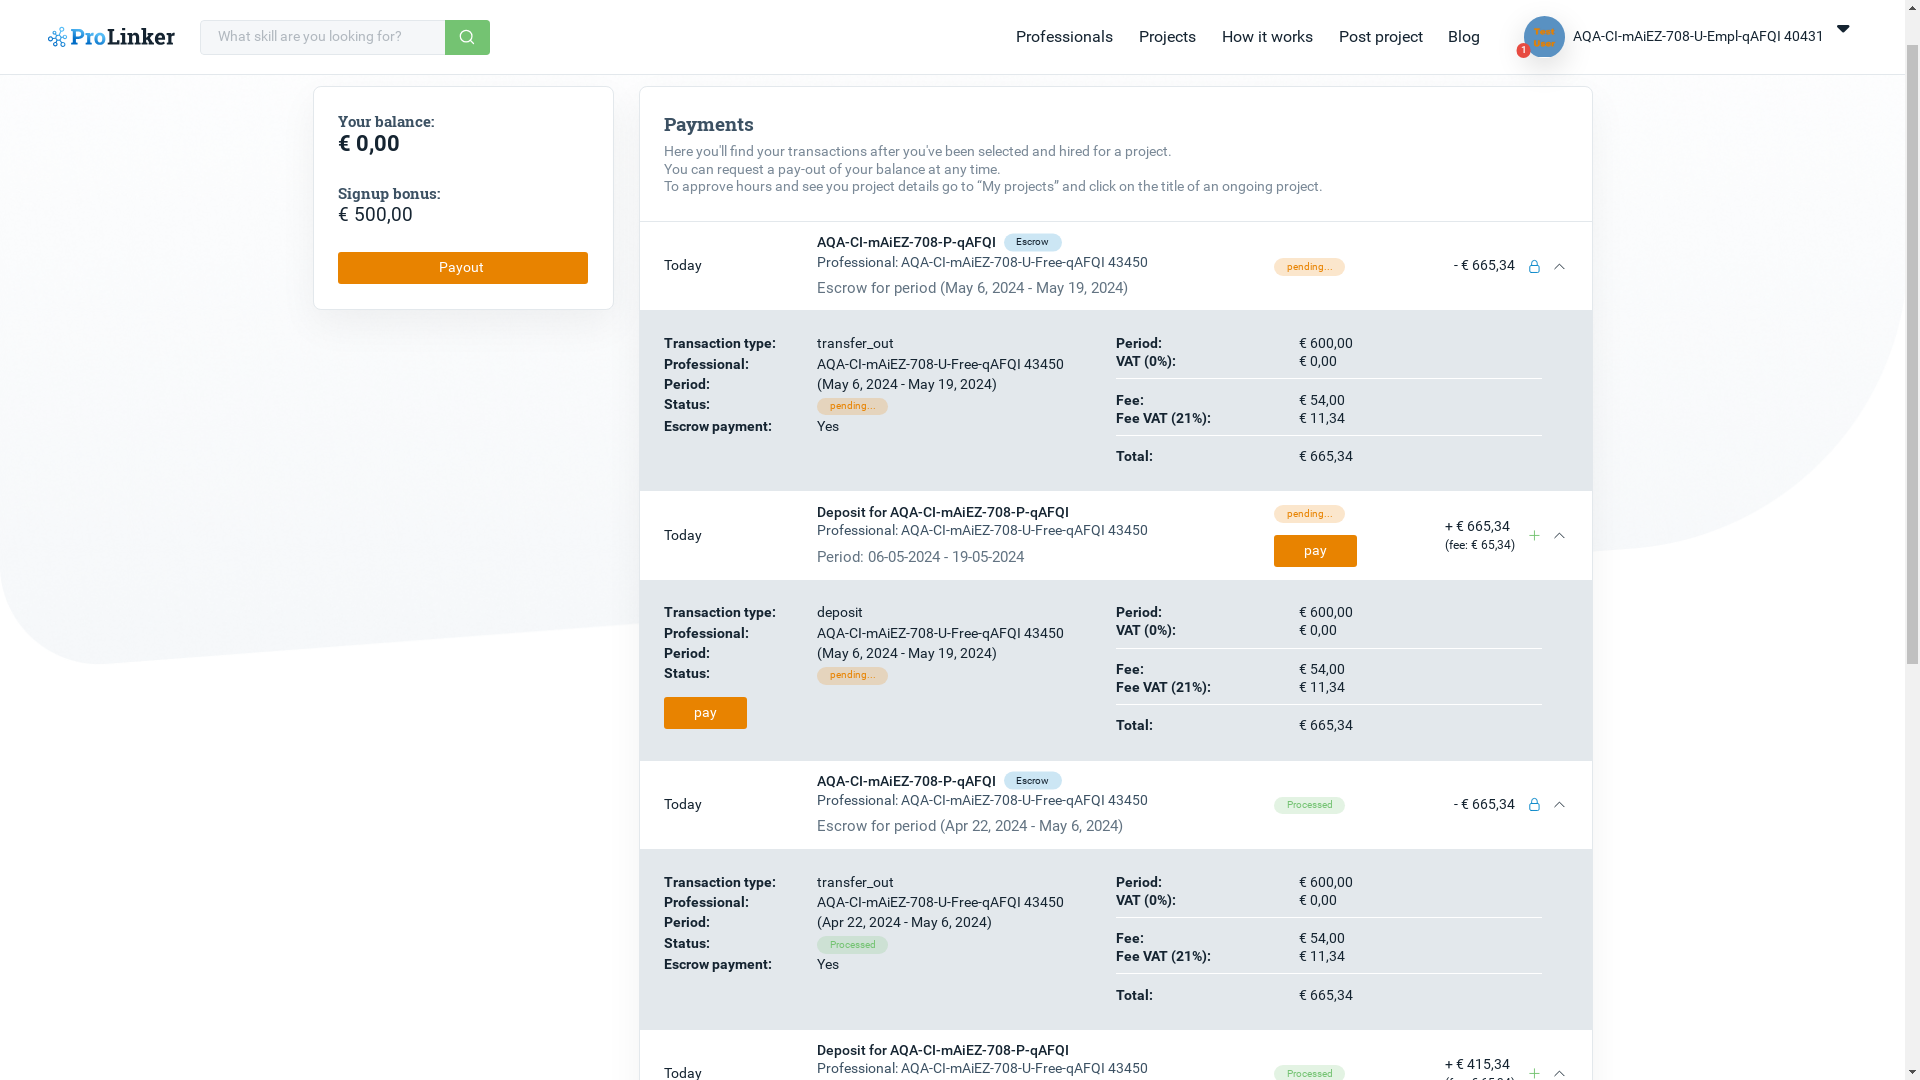 ProLinker
What skill are you looking for?
Professionals
Projects
How it works
Post project
Blog
Test
User
1
AQA-CI-mAiEZ-708-U-Empl-qAFQI 40431
Your balance:
€ 0,00
Signup bonus:
€ 500,00
Payout
Payments
Here you'll find your transactions after you've been selected and hired for a project.
You can request a pay-out of your balance at any time.
To approve hours and see you project details go to “My projects” and click on the title of an ongoing project.
Today
AQA-CI-mAiEZ-708-P-qAFQI Escrow
Professional: AQA-CI-mAiEZ-708-U-Free-qAFQI 43450
Escrow for period (May 6, 2024 - May 19, 2024)
pending...
- € 665,34
Transaction type: transfer_out
Professional: AQA-CI-mAiEZ-708-U-Free-qAFQI 43450
Period: (May 6, 2024 - May 19, 2024)
Status: pending...
Escrow payment: Yes
Period: € 600,00
VAT (0%): € 0,00
Fee: € 54,00
Fee VAT (21%): € 11,34
Total: € 665,34
Today
Deposit for AQA-CI-mAiEZ-708-P-qAFQI
Professional: AQA-CI-mAiEZ-708-U-Free-qAFQI 43450
Period: 06-05-2024 - 19-05-2024
pending...
pay
+ € 665,34
(fee: € 65,34)
Transaction type: deposit
Professional: AQA-CI-mAiEZ-708-U-Free-qAFQI 43450
Period: (May 6, 2024 - May 19, 2024)
Status: pending...
pay
Period: € 600,00
VAT (0%): € 0,00
Fee: € 54,00
Fee VAT (21%): € 11,34
Total: € 665,34
Today
AQA-CI-mAiEZ-708-P-qAFQI Escrow
Professional: AQA-CI-mAiEZ-708-U-Free-qAFQI 43450
Escrow for period (Apr 22, 2024 - May 6, 2024)
Processed
- € 665,34
Transaction type: transfer_out
Professional: AQA-CI-mAiEZ-708-U-Free-qAFQI 43450
Period: (Apr 22, 2024 - May 6, 2024)
Status: Processed
Escrow payment: Yes
Period: € 600,00
VAT (0%): € 0,00
Fee: € 54,00
Fee VAT (21%): € 11,34
Total: € 665,34
Today
Deposit for AQA-CI-mAiEZ-708-P-qAFQI
Professional: AQA-CI-mAiEZ-708-U-Free-qAFQI 43450
Processed
+ € 415,34